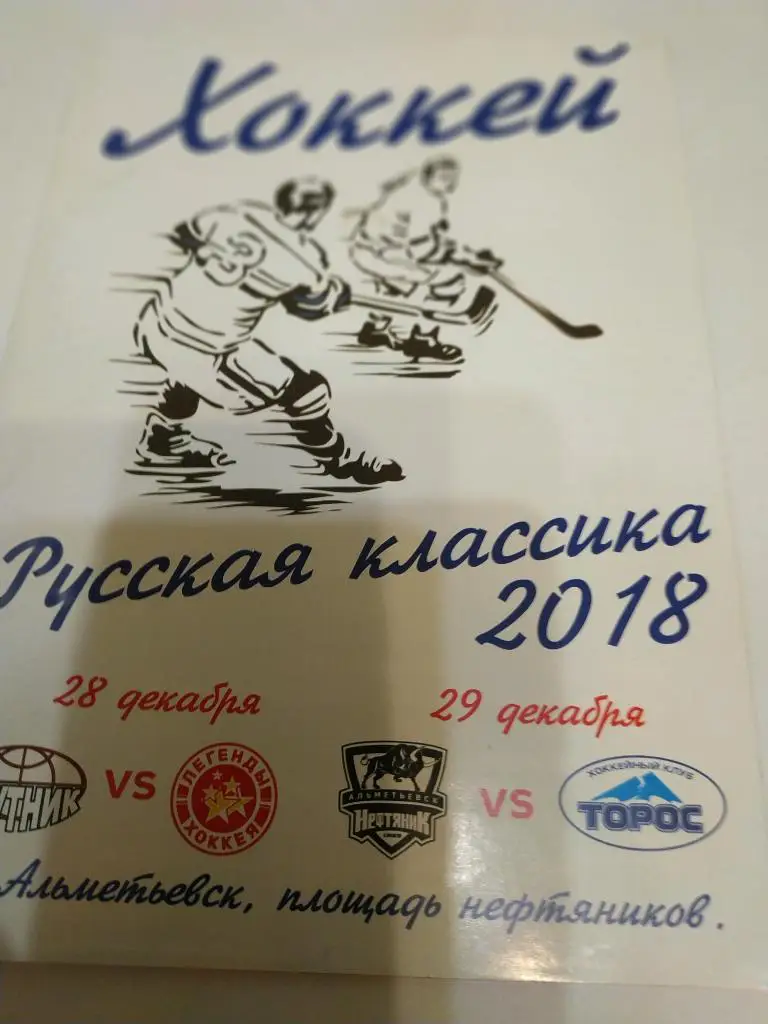 Хоккей
Русская классика
2018
28 декабря
29 декабря
VS
ЛЕГЕНДЫ
ХОККЕЯ
АЛЬМЕТЬЕВСК
НЕФТЯНИК
VS
ХОККЕЙНЫЙ КЛУБ
ТОРОС
Альметьевск, площадь нефтяников.